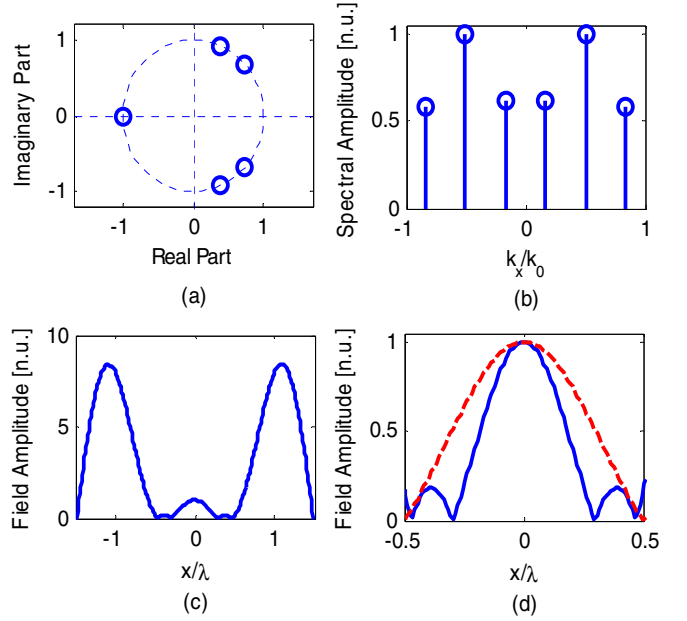 1
0
-1
Imaginary Part
-1 0 1
Real Part
(a)
1
0.5
0
Spectral Amplitude [n.u.]
-1 0 1
kₓ/k₀
(b)
10
5
0
Field Amplitude [n.u.]
-1 0 1
x/λ
(c)
1
0.5
0
Field Amplitude [n.u.]
-0.5 0 0.5
x/λ
(d)